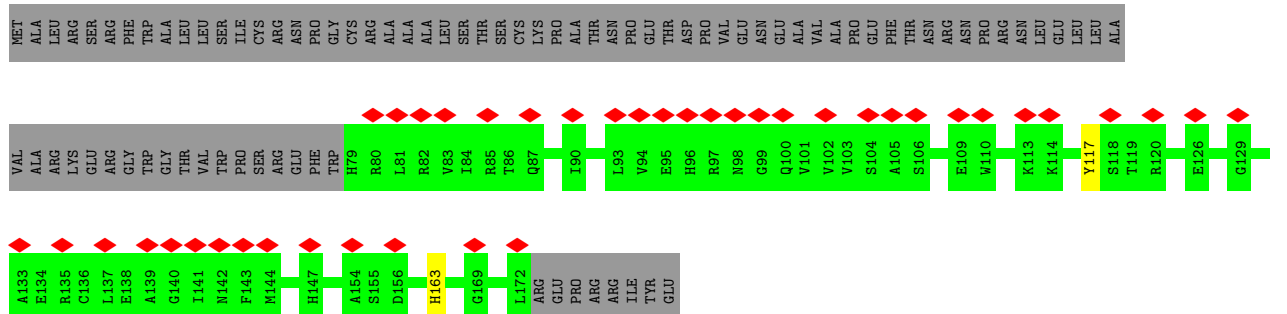 MET ALA LEU ARG SER SER ARG PHE TRP ALA LEU LEU SER ILE CYS ARG ASN PRO GLY CYS ARG ALA ALA ALA LEU SER THR SER CYS LYS PRO ALA THR ASN PRO GLU THR ASP PRO VAL GLU ASN GLU ALA VAL ALA PRO GLU PHE THR ASN ARG ASN PRO ARG ASN LEU GLU LEU LEU ALA
VAL ALA ARG LYS GLU ARG GLY TRP GLY THR VAL TRP PRO SER ARG GLU PHE TRP H79 R80 L81 R82 V83 I84 R85 T86 Q87 I90 L93 V94 E95 H96 R97 N98 G99 Q100 V101 V102 V103 S104 A105 S106 E109 W110 K113 K114 Y117 S118 T119 R120 E126 G129
A133 E134 R135 C136 L137 E138 A139 G140 I141 N142 F143 M144 H147 A154 S155 D156 H163 G169 L172 ARG GLU PRO ARG ARG ILE TYR GLU